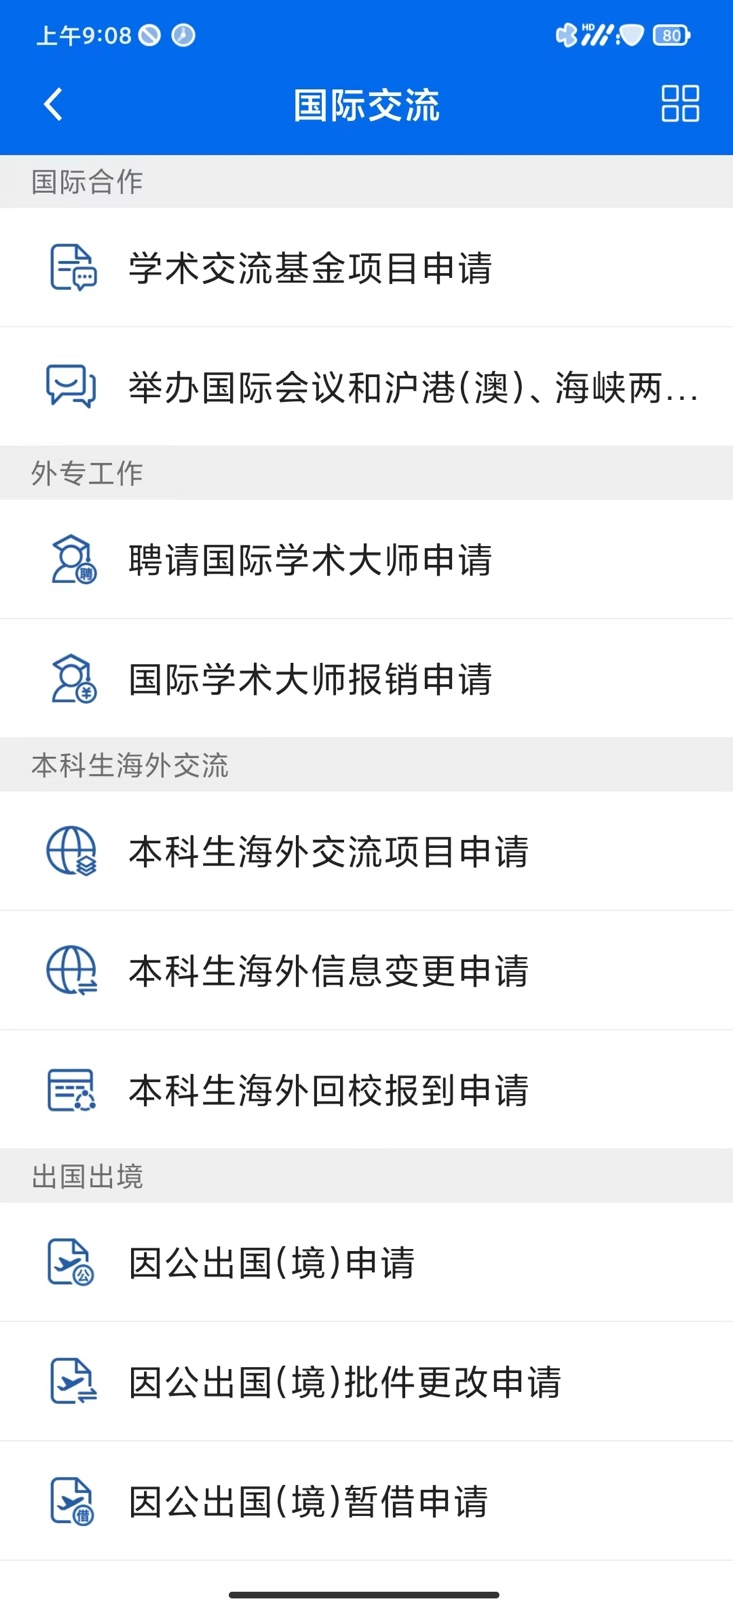 上午9:08
HD
80
国际交流
国际合作
学术交流基金项目申请
举办国际会议和沪港(澳)、海峡两...
外专工作
聘请国际学术大师申请
聘
国际学术大师报销申请
¥
本科生海外交流
本科生海外交流项目申请
本科生海外信息变更申请
本科生海外回校报到申请
出国出境
因公出国(境)申请
公
因公出国(境)批件更改申请
因公出国(境)暂借申请
借